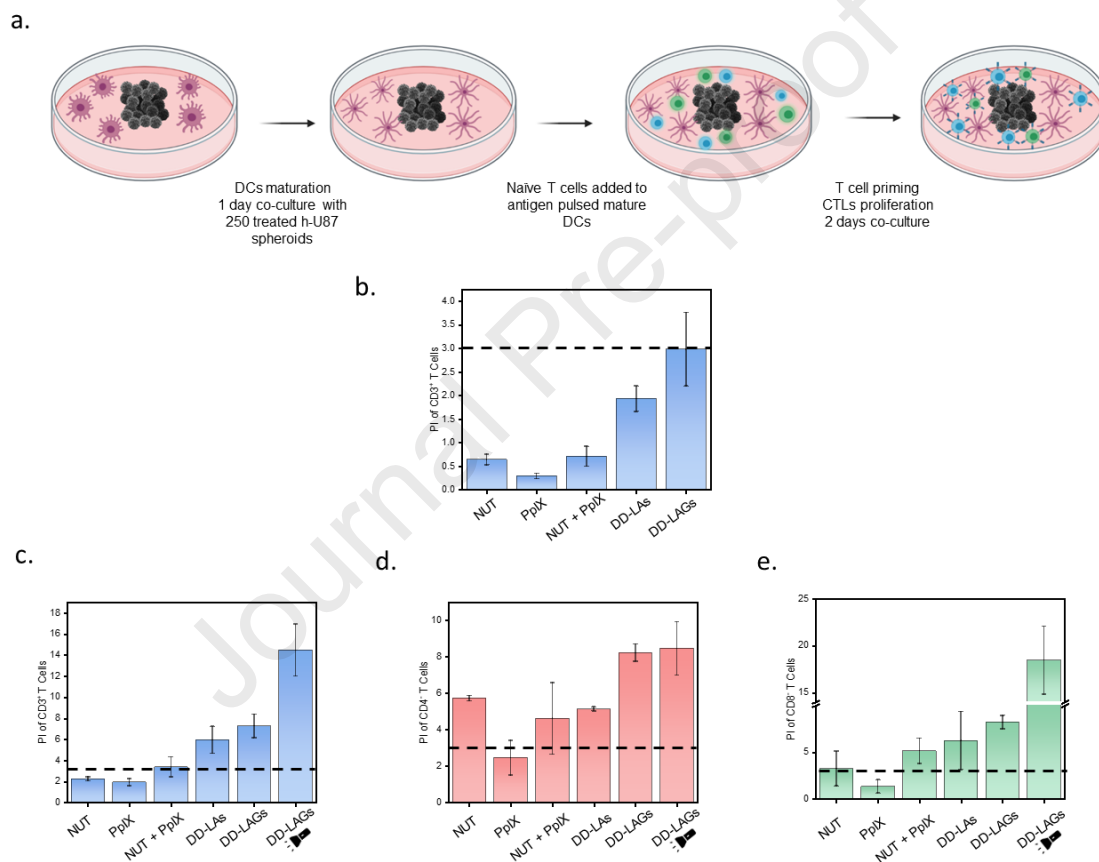 a.
DCs maturation
1 day co-culture with
250 treated h-U87
spheroids
Naïve T cells added to
antigen pulsed mature
DCs
T cell priming
CTLs proliferation
2 days co-culture
Journal Pre-proof
b.
PI of CD3⁺ T Cells
4.0
3.5
3.0
2.5
2.0
1.5
1.0
0.5
0.0
NUT
PpIX
NUT + PpIX
DD-LAs
DD-LAGs
c.
PI of CD3⁺ T Cells
18
16
14
12
10
8
6
4
2
0
NUT
PpIX
NUT + PpIX
DD-LAs
DD-LAGs
DD-LAGs
d.
PI of CD4⁺ T Cells
10
8
6
4
2
0
NUT
PpIX
NUT + PpIX
DD-LAs
DD-LAGs
DD-LAGs
e.
PI of CD8⁺ T Cells
25
20
15
5
0
NUT
PpIX
NUT + PpIX
DD-LAs
DD-LAGs
DD-LAGs